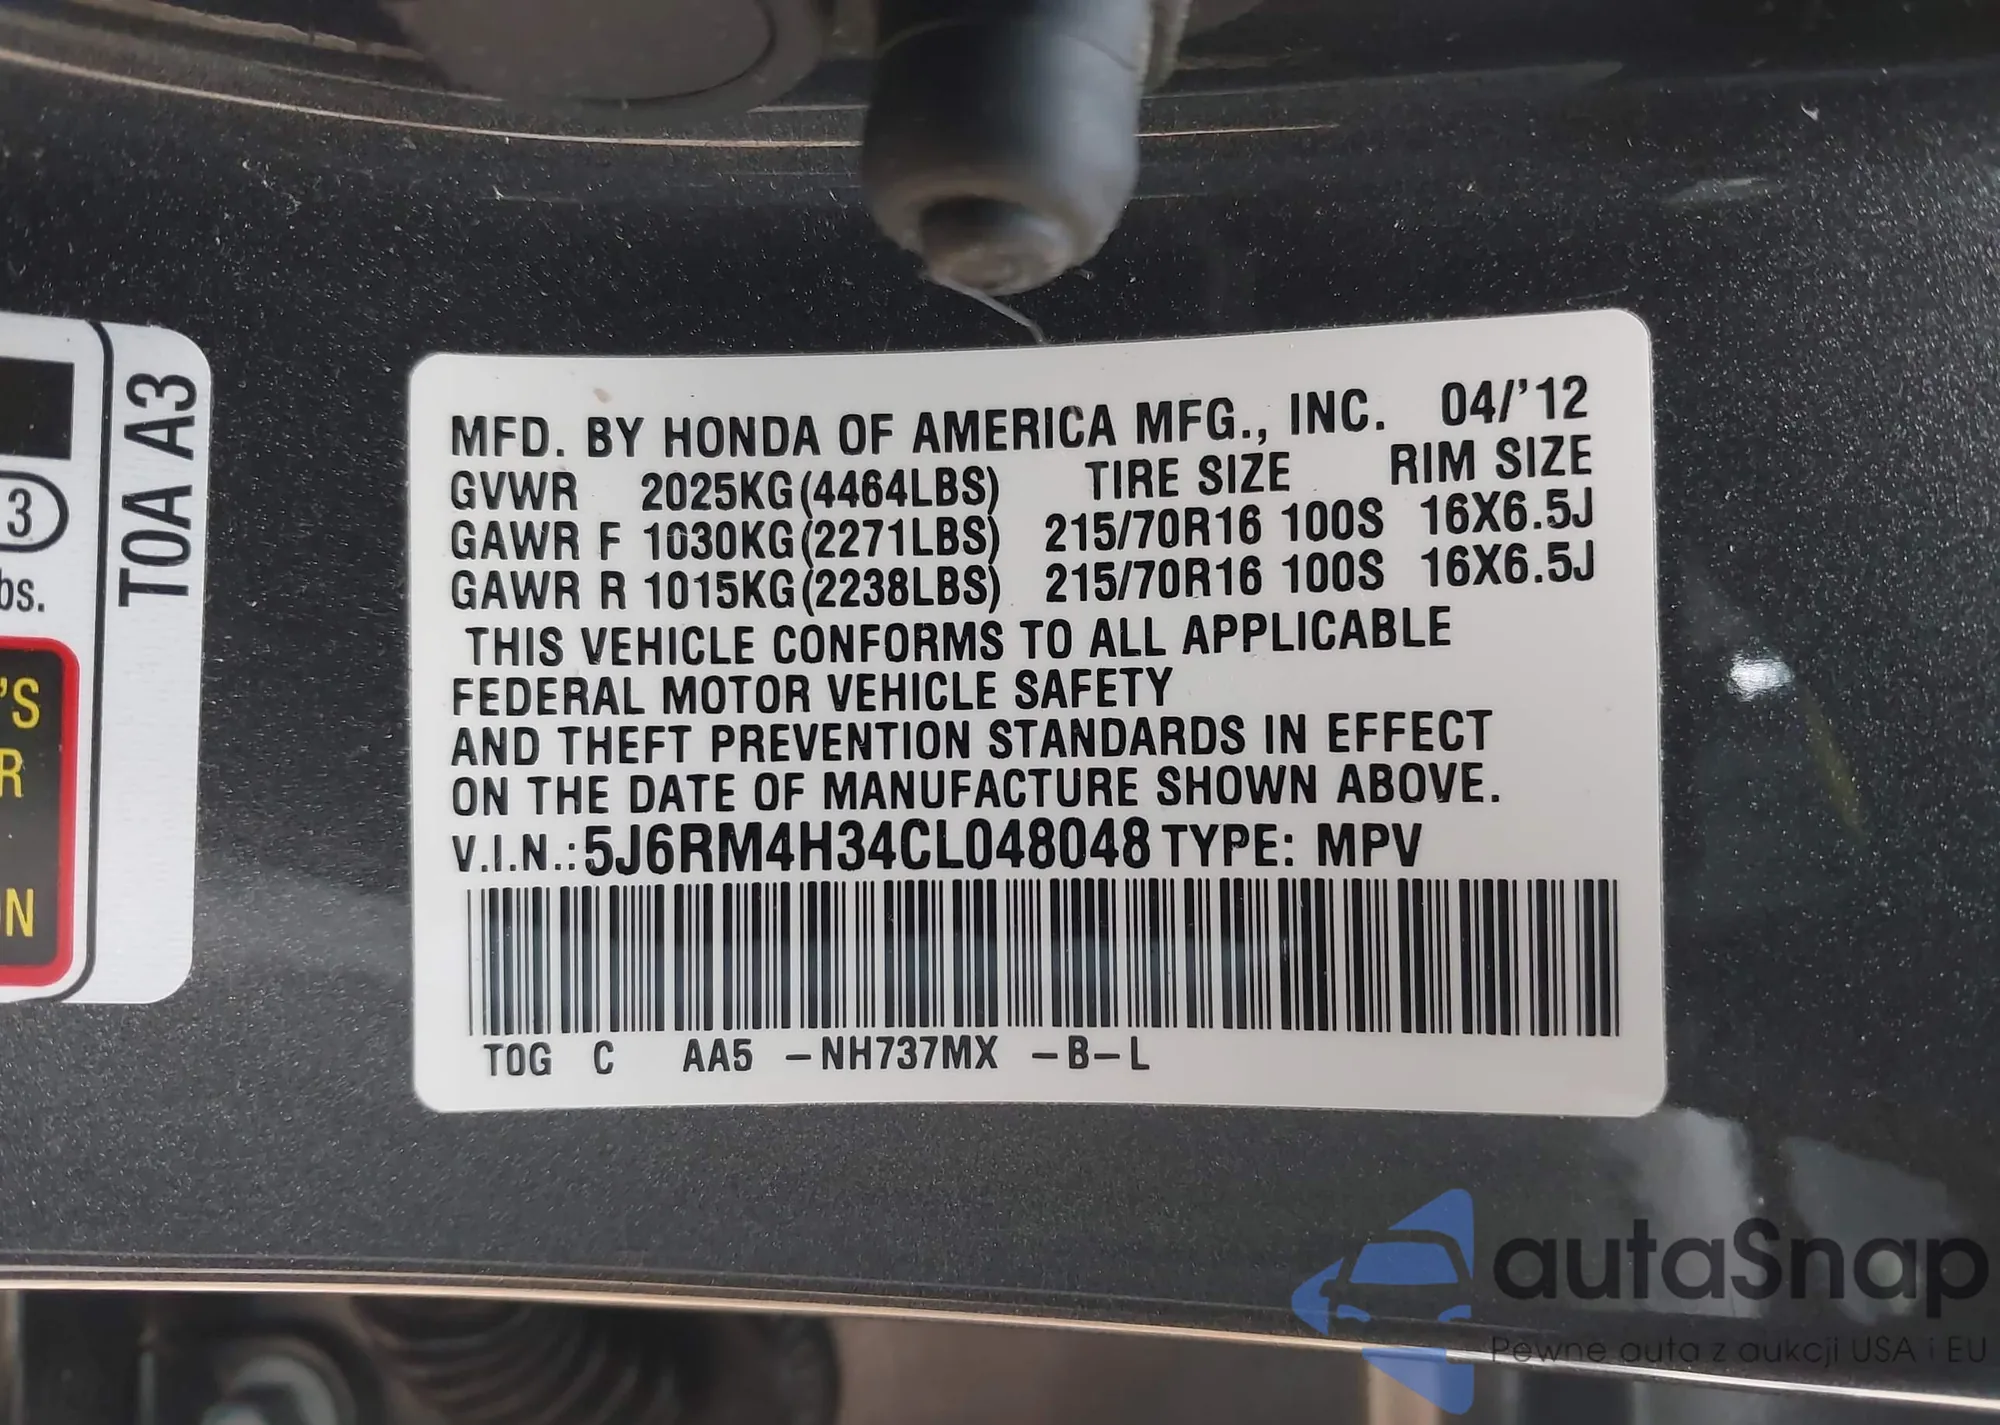 MFD. BY HONDA OF AMERICA MFG., INC. 04/'12
GVWR 2025KG(4464LBS) TIRE SIZE RIM SIZE
GAWR F 1030KG(2271LBS) 215/70R16 100S 16X6.5J
GAWR R 1015KG(2238LBS) 215/70R16 100S 16X6.5J
THIS VEHICLE CONFORMS TO ALL APPLICABLE
FEDERAL MOTOR VEHICLE SAFETY
AND THEFT PREVENTION STANDARDS IN EFFECT
ON THE DATE OF MANUFACTURE SHOWN ABOVE.
V.I.N.:5J6RM4H34CL048048 TYPE: MPV
T0G C AA5 -NH737MX -B-L
T0A A3
3
bs.
'S
R
N
autaSnap
Pewne auta z aukcji USA i EU